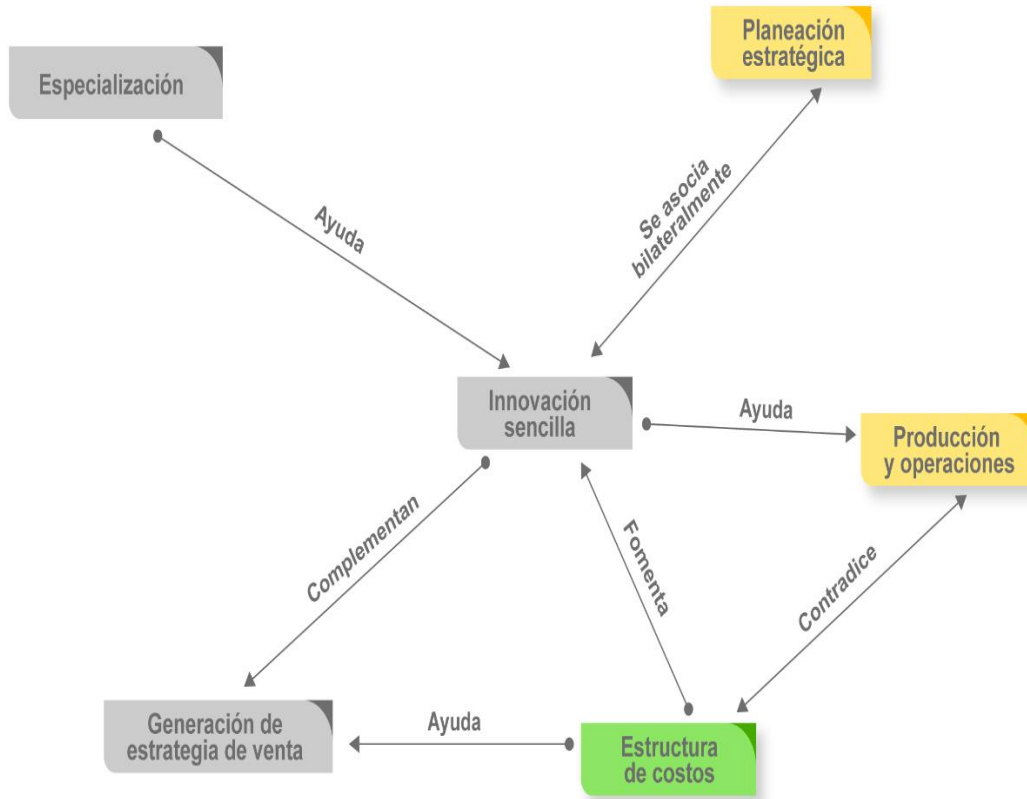 Planeación
estratégica
Especialización
Se asocia
bilateralmente
Ayuda
Innovación
sencilla
Ayuda
Producción
y operaciones
Complementan
Fomenta
Contradice
Generación de
estrategia de venta
Ayuda
Estructura
de costos